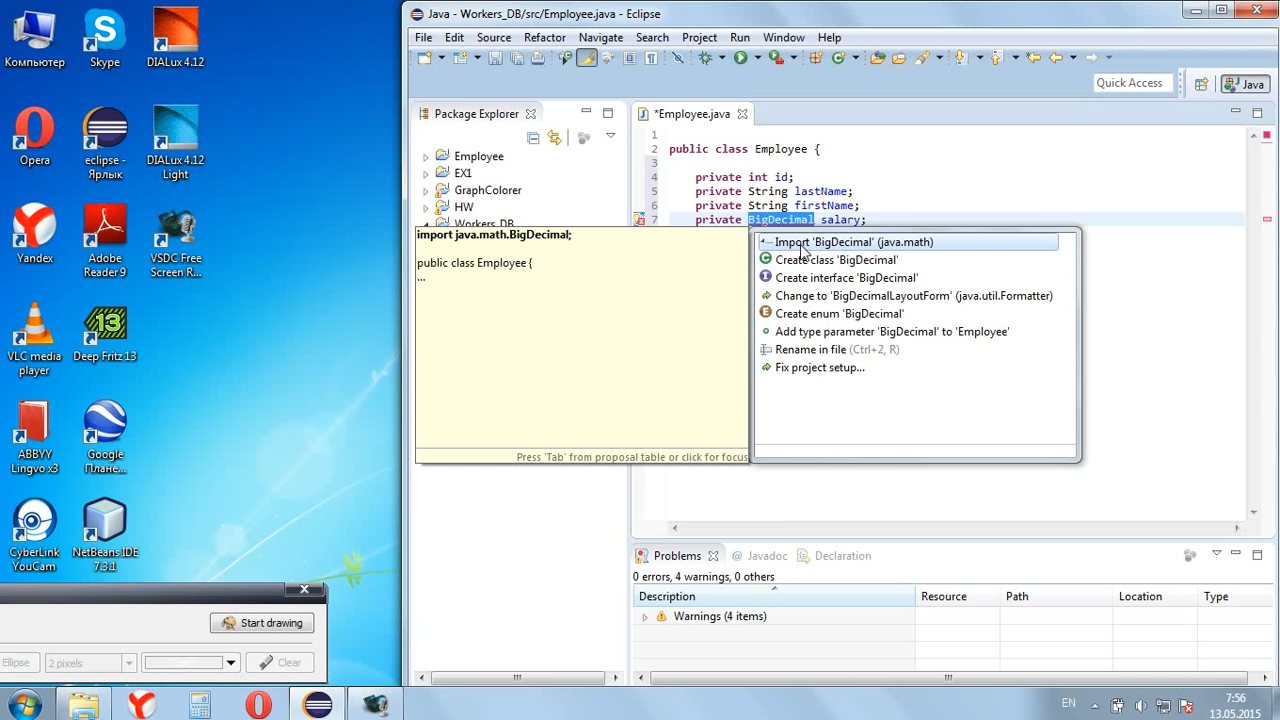 Компьютер
Skype
DIALux 4.12
Opera
eclipse -
Ярлык
DIALux 4.12
Light
Yandex
Adobe
Reader 9
VSDC Free
Screen R...
VLC media
player
Deep Fritz 13
ABBYY
Lingvo x3
Google
Плане...
CyberLink
YouCam
NetBeans IDE
7.3.1
Start drawing
Ellipse
2 pixels
Clear
Java - Workers_DB/src/Employee.java - Eclipse
File Edit Source Refactor Navigate Search Project Run Window Help
Quick Access
Java
Package Explorer
Employee
EX1
GraphColorer
HW
Workers_DB
*Employee.java
1
2 public class Employee {
3
4 private int id;
5 private String lastName;
6 private String firstName;
7 private BigDecimal salary;
import java.math.BigDecimal;
public class Employee {
...
Press 'Tab' from proposal table or click for focus
Import 'BigDecimal' (java.math)
Create class 'BigDecimal'
Create interface 'BigDecimal'
Change to 'BigDecimalLayoutForm' (java.util.Formatter)
Create enum 'BigDecimal'
Add type parameter 'BigDecimal' to 'Employee'
Rename in file (Ctrl+2, R)
Fix project setup...
Problems
Javadoc
Declaration
0 errors, 4 warnings, 0 others
Description Resource Path Location Type
Warnings (4 items)
EN
7:56
13.05.2015